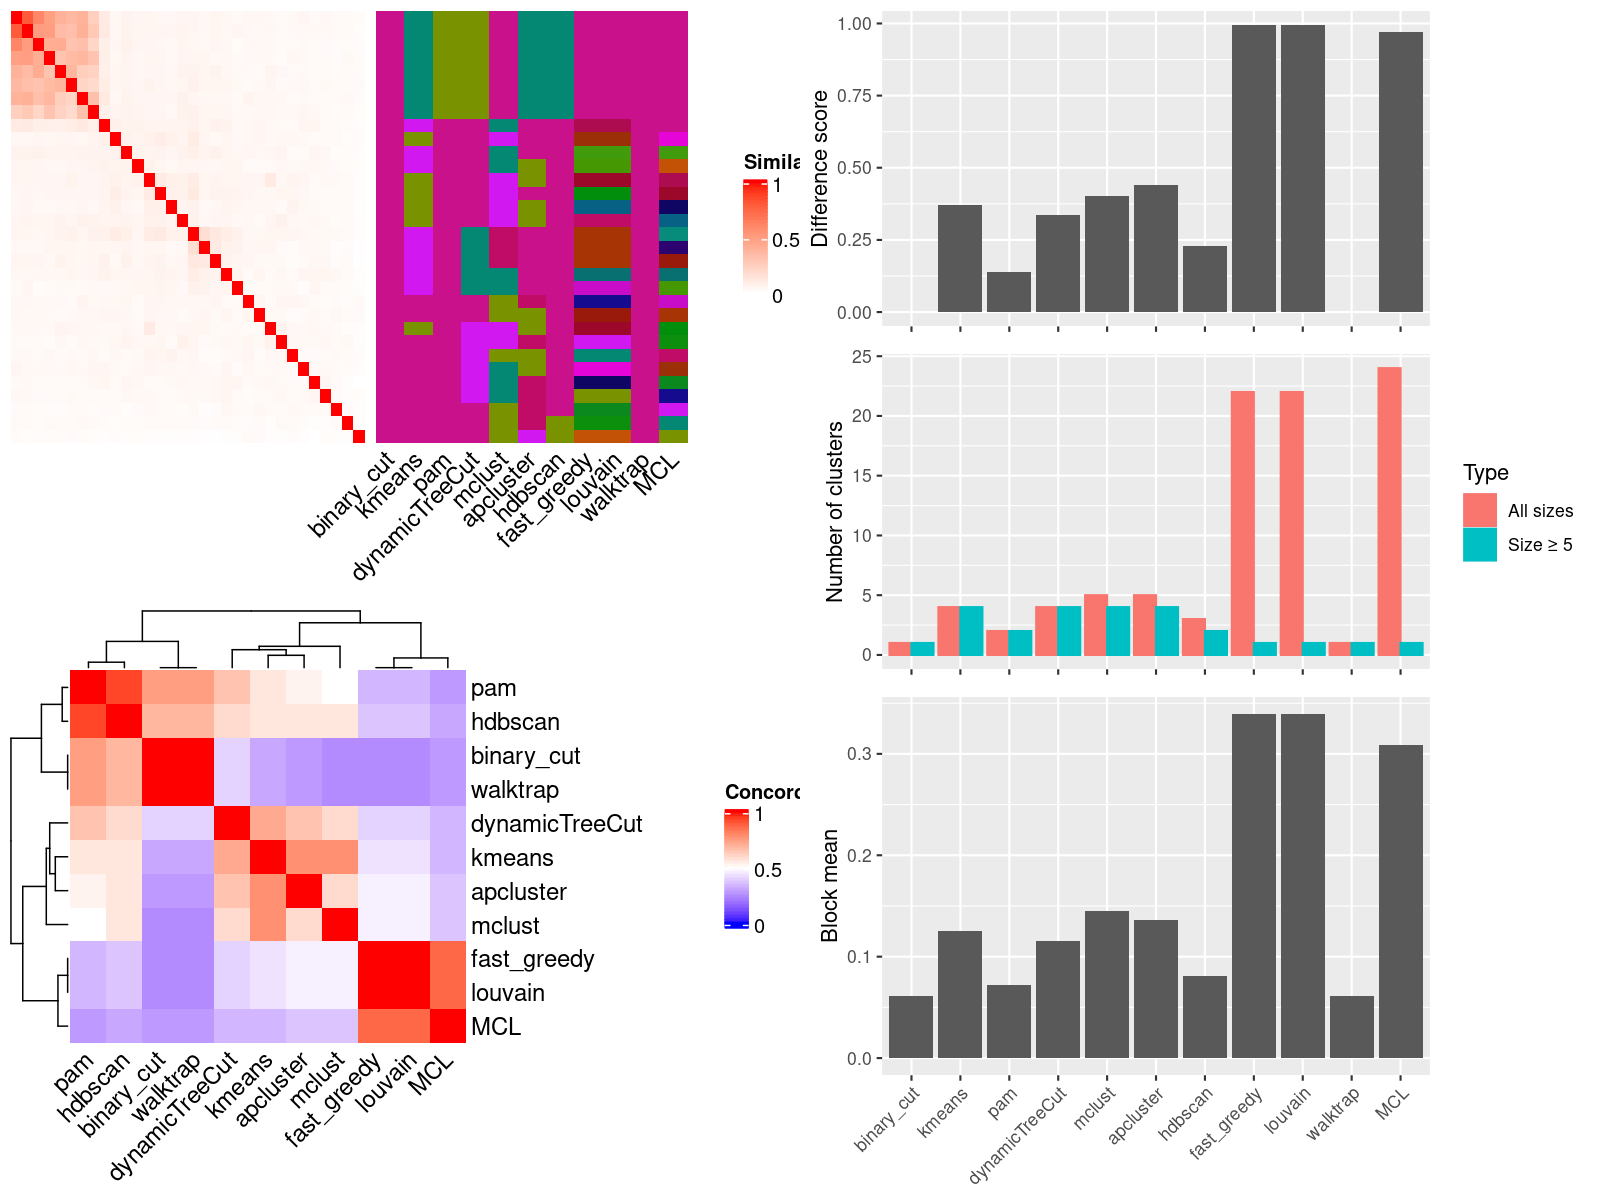 Simila
1
0.5
0
binary_cut
kmeans
pam
dynamicTreeCut
mclust
apcluster
hdbscan
fast_greedy
louvain
walktrap
MCL
Difference score
1.00
0.75
0.50
0.25
0.00
Number of clusters
25
20
15
10
5
0
Type
All sizes
Size ≥ 5
pam
hdbscan
binary_cut
walktrap
dynamicTreeCut
kmeans
apcluster
mclust
fast_greedy
louvain
MCL
pam
hdbscan
binary_cut
walktrap
dynamicTreeCut
kmeans
apcluster
mclust
fast_greedy
louvain
MCL
Concord
1
0.5
0
Block mean
0.3
0.2
0.1
0.0
binary_cut
kmeans
pam
dynamicTreeCut
mclust
apcluster
hdbscan
fast_greedy
louvain
walktrap
MCL